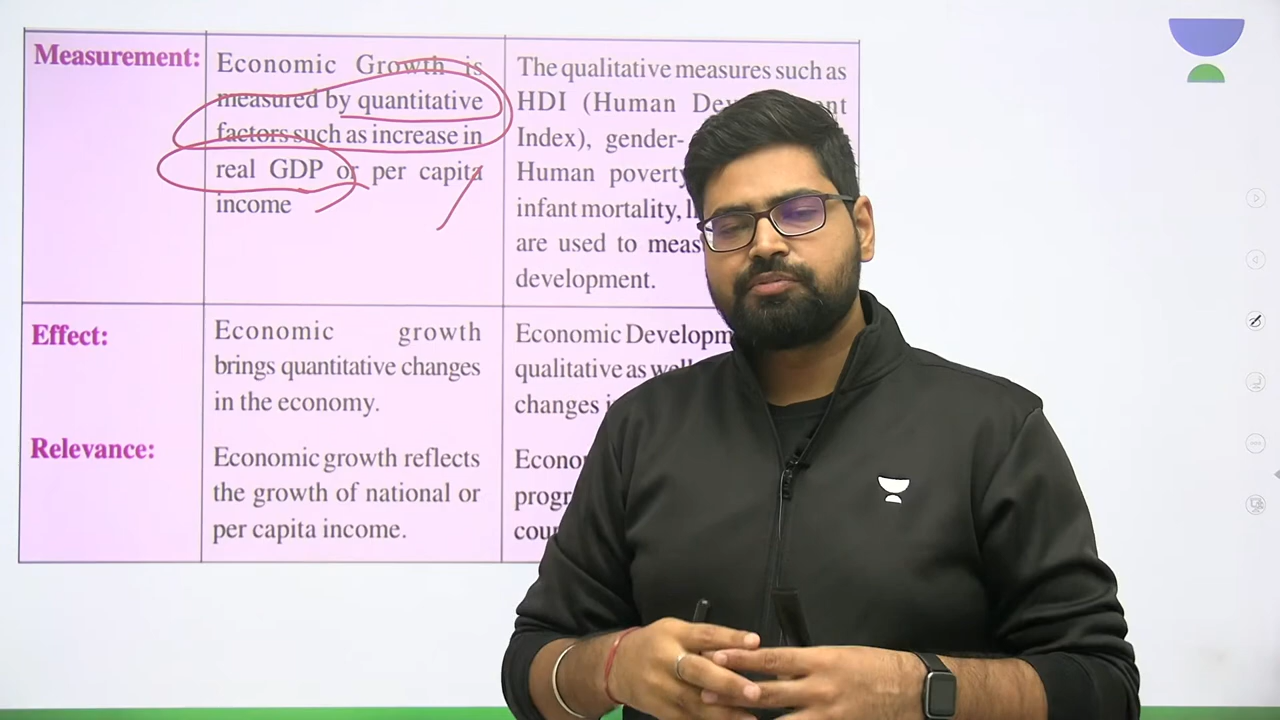 Measurement:
Economic Growth is
measured by quantitative
factors such as increase in
real GDP or per capita
income
The qualitative measures such as
HDI (Human
Index), gender-
Human
infant mortality,
are used to
development.
Effect:
Economic growth
brings quantitative changes
in the economy.
Economic
qualitative as
changes
Relevance:
Economic growth reflects
the growth of national or
per capita income.